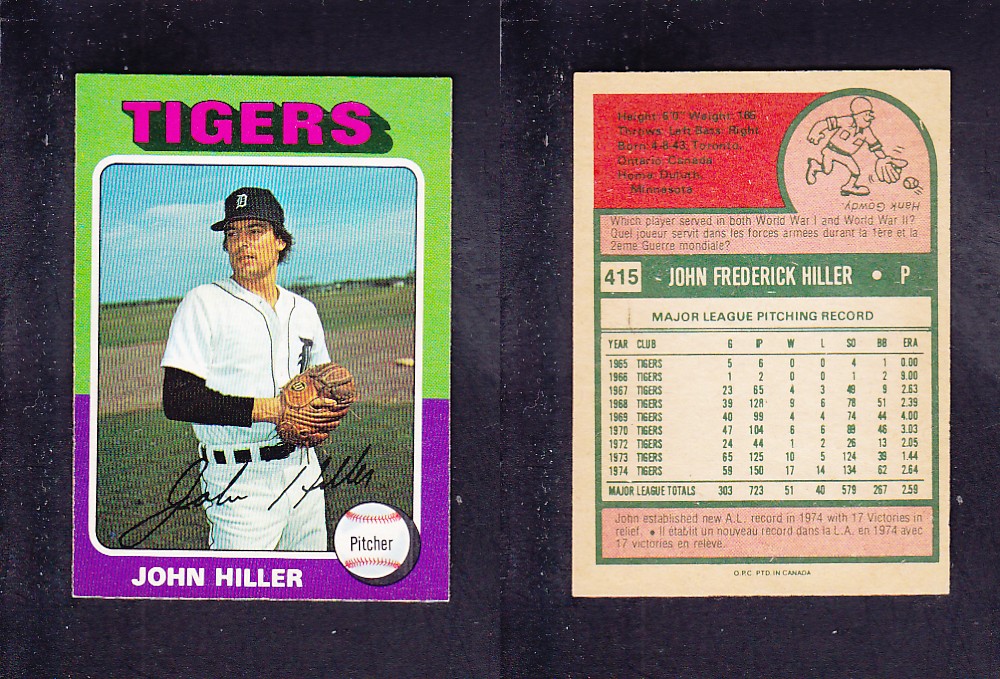 TIGERS
D
John Hiller
Pitcher
JOHN HILLER
Height: 6'0" Weight: 185
Throws: Left Bats: Right
Born: 4-8-43, Toronto,
Ontario, Canada
Home: Duluth,
Minnesota
Hank Gowdy.
Which player served in both World War I and World War II?
Quel joueur servit dans les forces armées durant la 1ère et la
2eme Guerre mondiale?
415 JOHN FREDERICK HILLER • P
MAJOR LEAGUE PITCHING RECORD
YEAR CLUB G IP W L SO BB ERA
1965 TIGERS 5 6 0 0 4 1 0.00
1966 TIGERS 1 2 0 0 1 2 9.00
1967 TIGERS 23 65 4 3 49 9 2.63
1968 TIGERS 39 128 9 6 78 51 2.39
1969 TIGERS 40 99 4 4 74 44 4.00
1970 TIGERS 47 104 6 6 89 46 3.03
1972 TIGERS 24 44 1 2 26 13 2.05
1973 TIGERS 65 125 10 5 124 39 1.44
1974 TIGERS 59 150 17 14 134 62 2.64
MAJOR LEAGUE TOTALS 303 723 51 40 579 267 2.59
John established new A.L. record in 1974 with 17 Victories in
relief. • Il établit un nouveau record dans la L.A. en 1974 avec
17 victories en relève.
O.P.C. PTD. IN CANADA